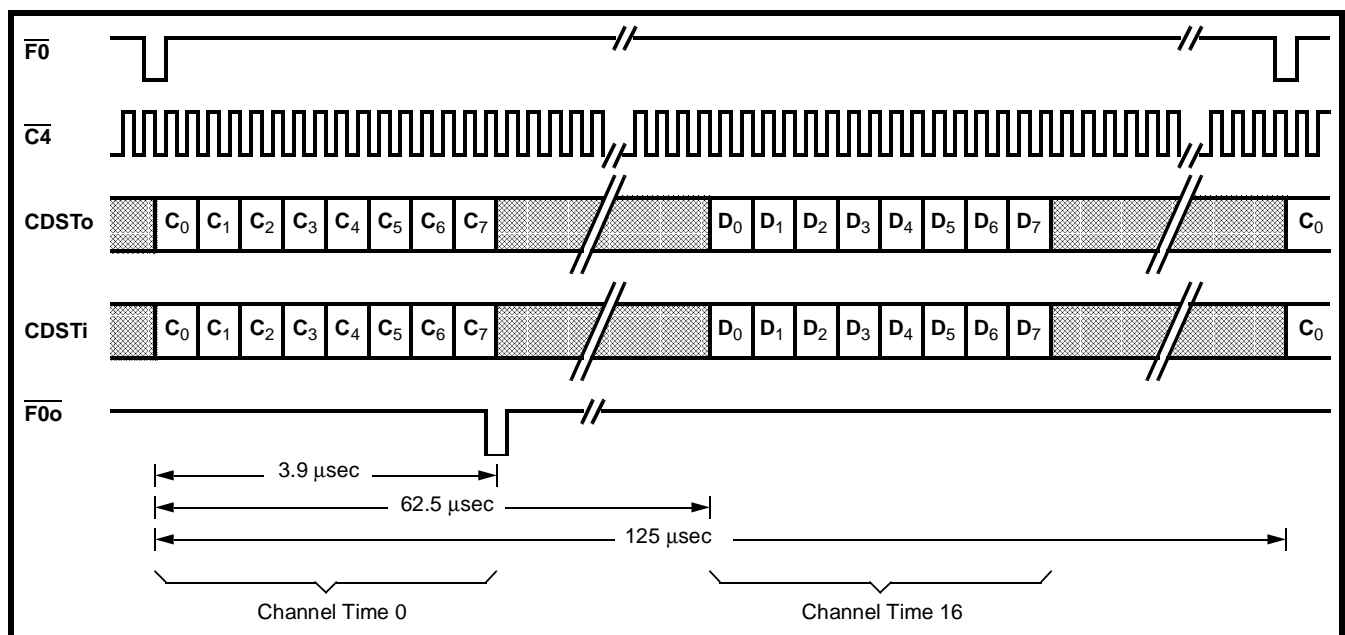 F0
C4
CDSTo C₀ C₁ C₂ C₃ C₄ C₅ C₆ C₇ D₀ D₁ D₂ D₃ D₄ D₅ D₆ D₇ C₀
CDSTi C₀ C₁ C₂ C₃ C₄ C₅ C₆ C₇ D₀ D₁ D₂ D₃ D₄ D₅ D₆ D₇ C₀
F0o
3.9 μsec
62.5 μsec
125 μsec
Channel Time 0 Channel Time 16